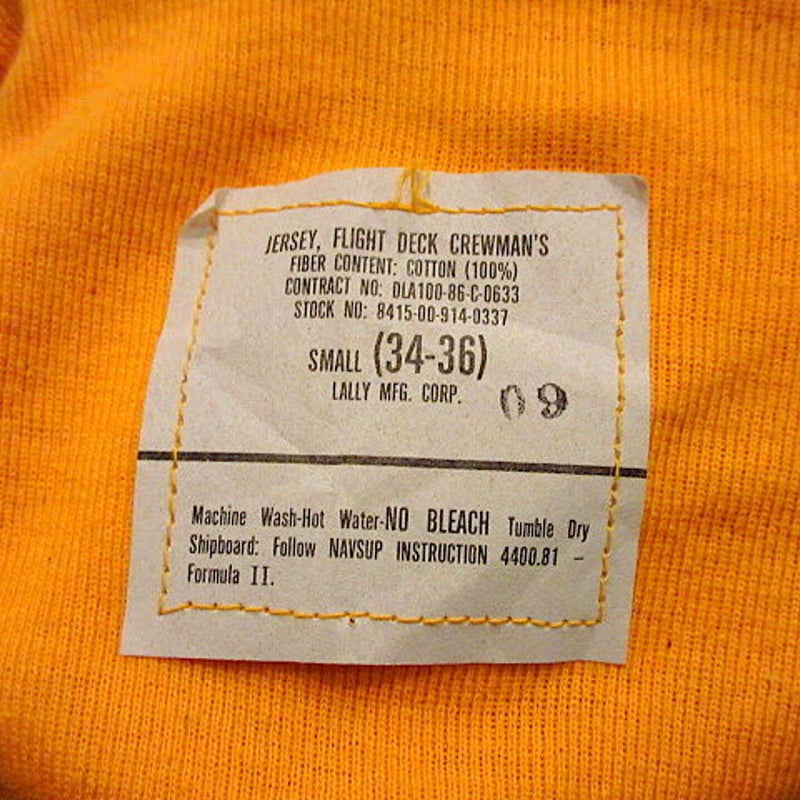 JERSEY, FLIGHT DECK CREWMAN'S
FIBER CONTENT: COTTON (100%)
CONTRACT NO: DLA100-86-C-0633
STOCK NO: 8415-00-914-0337
SMALL (34-36)
LALLY MFG. CORP.
09
Machine Wash-Hot Water-NO BLEACH Tumble Dry
Shipboard: Follow NAVSUP INSTRUCTION 4400.81 –
Formula II.